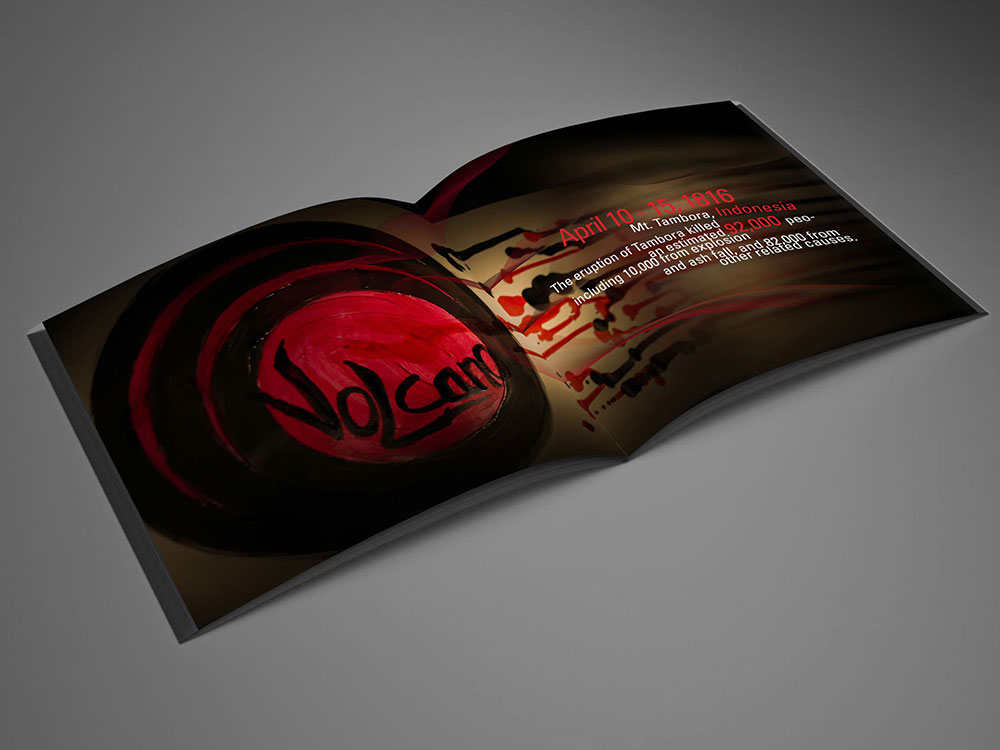 Volcano
April 10 - 15, 1816
Mt. Tambora, Indonesia
The eruption of Tambora killed
an estimated 92,000 peo-
including 10,000 from explosion
and ash fall, and 82,000 from
other related causes.